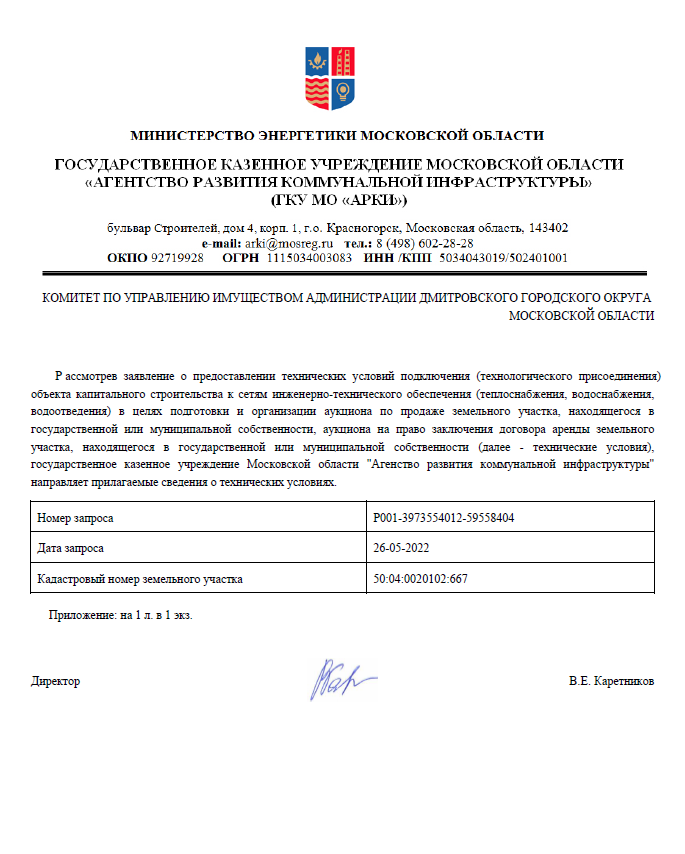 МИНИСТЕРСТВО ЭНЕРГЕТИКИ МОСКОВСКОЙ ОБЛАСТИ
ГОСУДАРСТВЕННОЕ КАЗЕННОЕ УЧРЕЖДЕНИЕ МОСКОВСКОЙ ОБЛАСТИ
«АГЕНТСТВО РАЗВИТИЯ КОММУНАЛЬНОЙ ИНФРАСТРУКТУРЫ»
(ГКУ МО «АРКИ»)
бульвар Строителей, дом 4, корп. 1, г.о. Красногорск, Московская область, 143402
e-mail: arki@mosreg.ru тел.: 8 (498) 602-28-28
ОКПО 92719928 ОГРН 1115034003083 ИНН /КПП 5034043019/502401001
КОМИТЕТ ПО УПРАВЛЕНИЮ ИМУЩЕСТВОМ АДМИНИСТРАЦИИ ДМИТРОВСКОГО ГОРОДСКОГО ОКРУГА
МОСКОВСКОЙ ОБЛАСТИ
Рассмотрев заявление о предоставлении технических условий подключения (технологического присоединения)
объекта капитального строительства к сетям инженерно-технического обеспечения (теплоснабжения, водоснабжения,
водоотведения) в целях подготовки и организации аукциона по продаже земельного участка, находящегося в
государственной или муниципальной собственности, аукциона на право заключения договора аренды земельного
участка, находящегося в государственной или муниципальной собственности (далее - технические условия),
государственное казенное учреждение Московской области "Агенство развития коммунальной инфраструктуры"
направляет прилагаемые сведения о технических условиях.
Номер запроса P001-3973554012-59558404
Дата запроса 26-05-2022
Кадастровый номер земельного участка 50:04:0020102:667
Приложение: на 1 л. в 1 экз.
Директор В.Е. Каретников